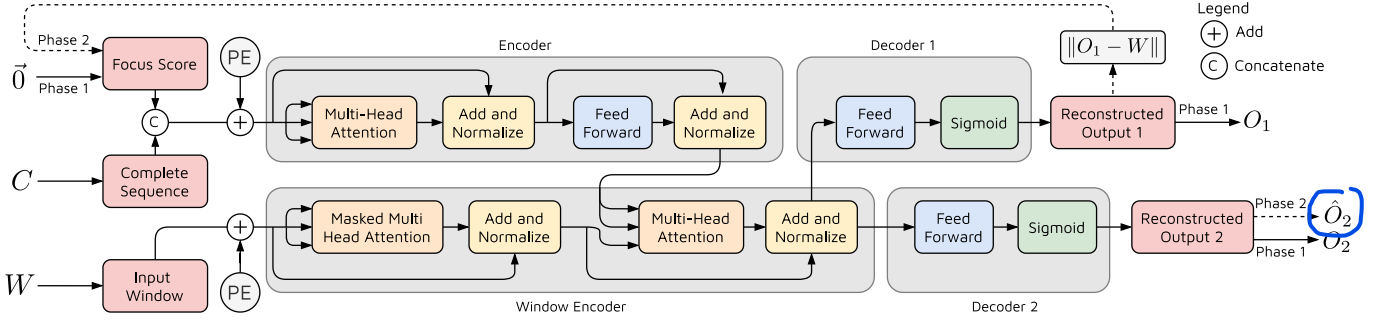 Encoder
Decoder 1
Legend
+ Add
C Concatenate
Phase 2
Focus Score
PE
‖O₁ − W‖
0⃗
Phase 1
Multi-Head
Attention
Add and
Normalize
Feed
Forward
Add and
Normalize
Feed
Forward
Sigmoid
Reconstructed
Output 1
Phase 1
O₁
C
+
C
Complete
Sequence
Masked Multi
Head Attention
Add and
Normalize
Multi-Head
Attention
Add and
Normalize
Feed
Forward
Sigmoid
Reconstructed
Output 2
Phase 2
Ô₂
Phase 1
O₂
+
W
Input
Window
PE
Window Encoder
Decoder 2